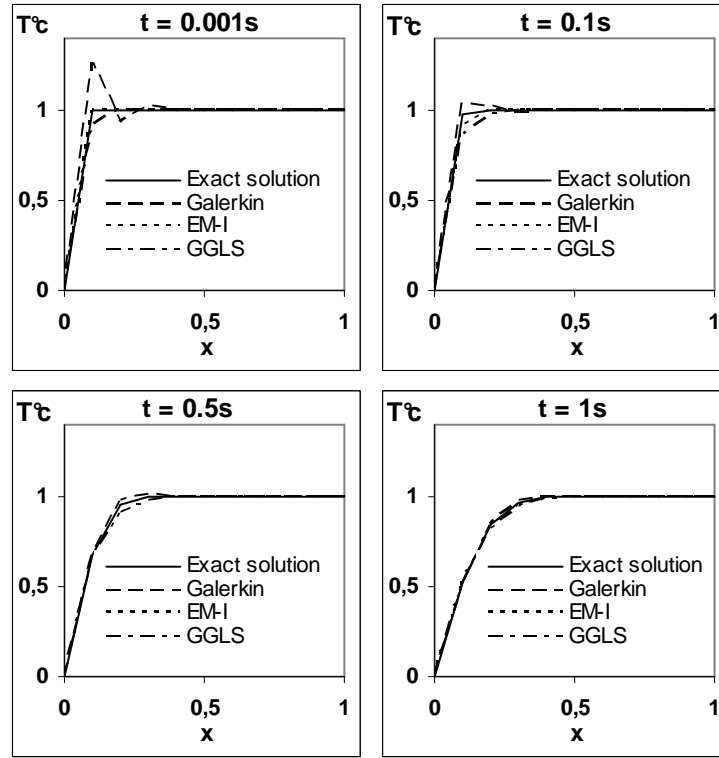 T°c
t = 0.001s
1
0,5
0
Exact solution
Galerkin
EM-I
GGLS
0
0,5
1
x
T°c
t = 0.1s
1
0,5
0
Exact solution
Galerkin
EM-I
GGLS
0
0,5
1
x
T°c
t = 0.5s
1
0,5
0
Exact solution
Galerkin
EM-I
GGLS
0
0,5
1
x
T°c
t = 1s
1
0,5
0
Exact solution
Galerkin
EM-I
GGLS
0
0,5
1
x